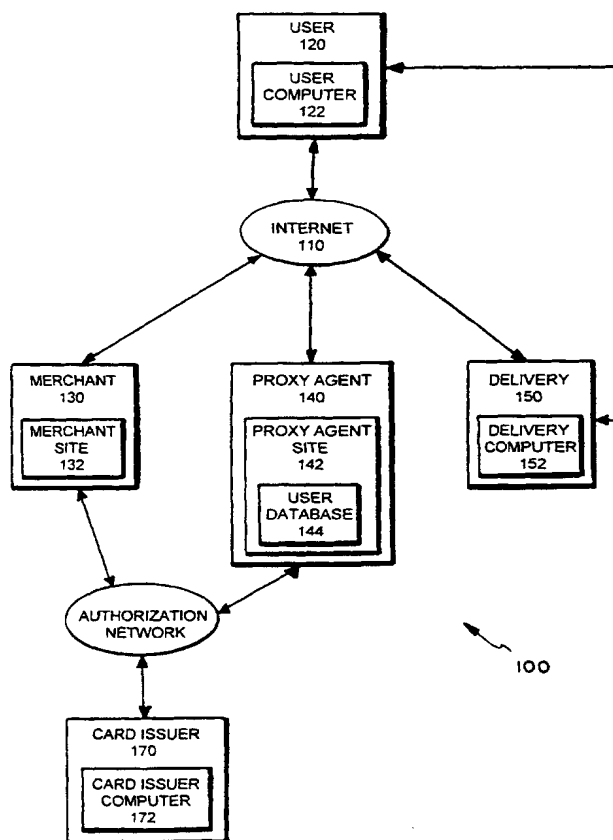 USER
120
USER
COMPUTER
122
INTERNET
110
MERCHANT
130
MERCHANT
SITE
132
PROXY AGENT
140
PROXY AGENT
SITE
142
USER
DATABASE
144
DELIVERY
150
DELIVERY
COMPUTER
152
AUTHORIZATION
NETWORK
100
CARD ISSUER
170
CARD ISSUER
COMPUTER
172